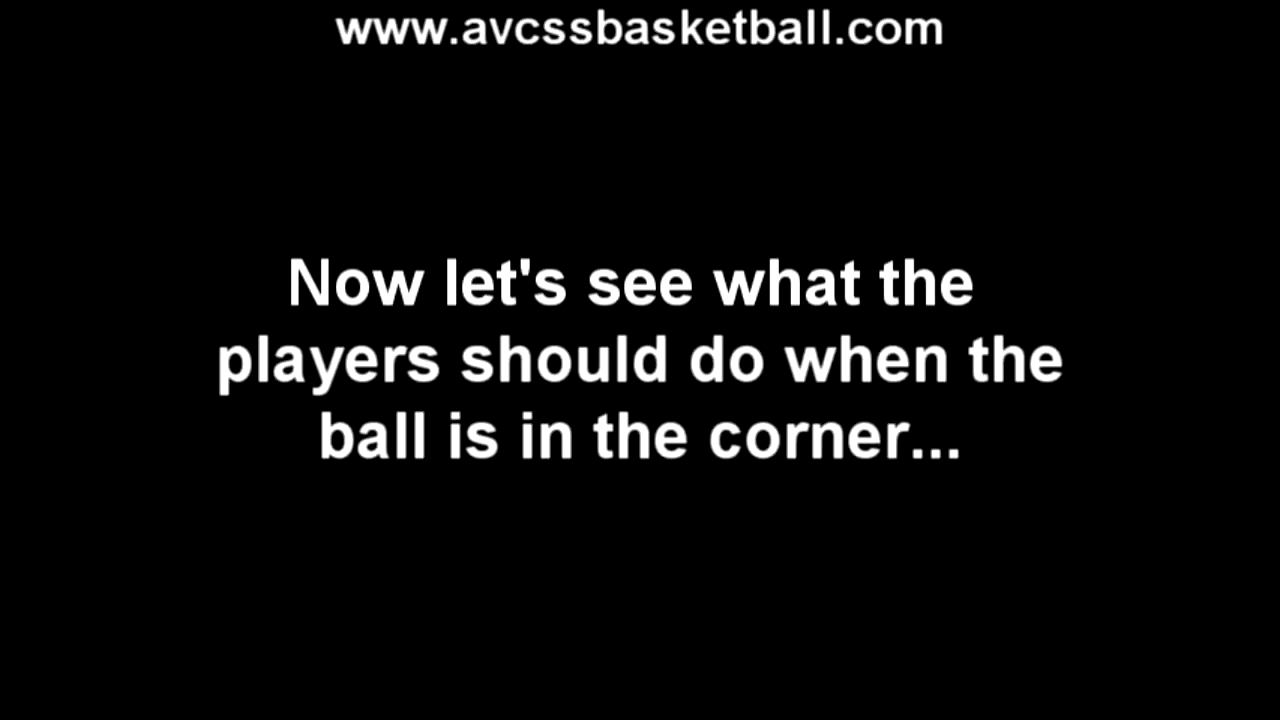 www.avcssbasketball.com
Now let's see what the
players should do when the
ball is in the corner...